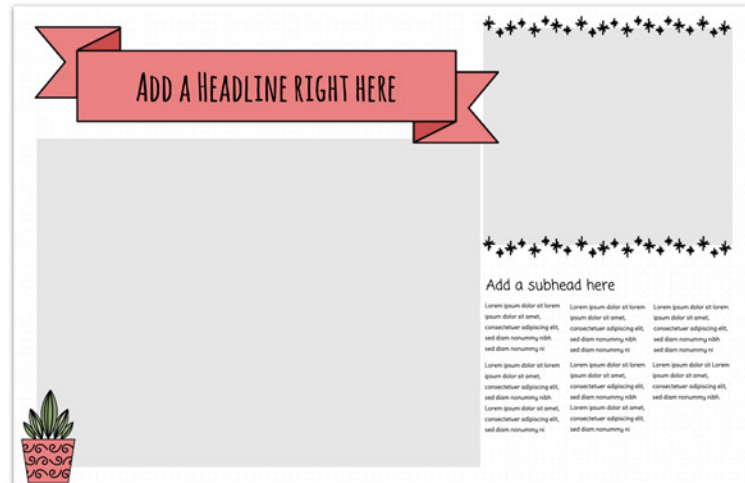 Add a Headline right here
Add a subhead here
Lorem ipsum dolor sit lorem
ipsum dolor sit amet,
consectetuer adipiscing elit,
sed diam nonummy nibh
sed diam nonummy ni
Lorem ipsum dolor sit lorem
ipsum dolor sit amet,
consectetuer adipiscing elit,
sed diam nonummy nibh
Lorem ipsum dolor sit amet,
consectetuer adipiscing elit,
sed diam nonummy ni
Lorem ipsum dolor sit lorem
ipsum dolor sit amet,
consectetuer adipiscing elit,
sed diam nonummy nibh
sed diam nonummy ni
Lorem ipsum dolor sit lorem
ipsum dolor sit amet,
consectetuer adipiscing elit,
sed diam nonummy nibh
Lorem ipsum dolor sit amet,
consectetuer adipiscing elit,
sed diam nonummy ni
Lorem ipsum dolor sit lorem
ipsum dolor sit amet,
consectetuer adipiscing elit,
sed diam nonummy nibh
sed diam nonummy ni
Lorem ipsum dolor sit Lorem
ipsum dolor sit amet,
consectetuer adipiscing elit,
sed diam nonummy nibh.